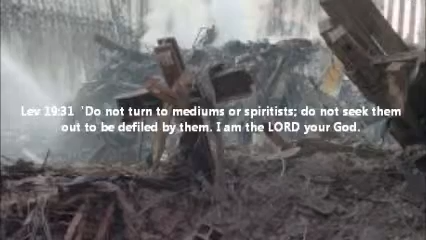 Lev 19:31 'Do not turn to mediums or spiritists; do not seek them
out to be defiled by them. I am the LORD your God.